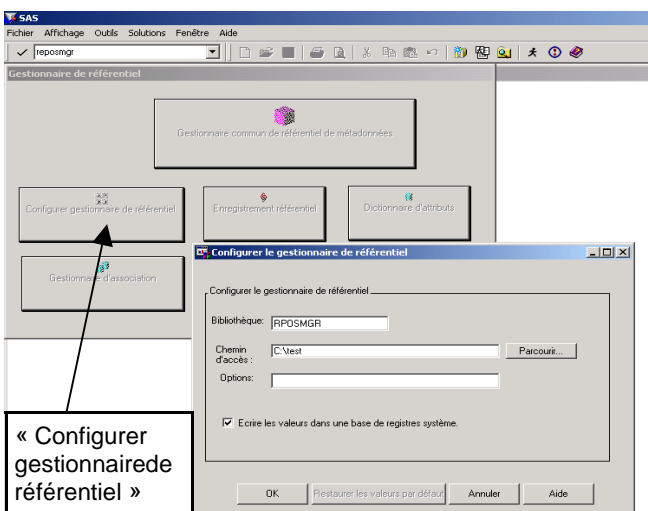 SAS
Fichier Affichage Outils Solutions Fenêtre Aide
reposmgr
Gestionnaire de référentiel
Gestionnaire commun de référentiel de métadonnées
Configurer gestionnaire de référentiel
Enregistrement référentiel
Dictionnaire d'attributs
Gestionnaire d'association
Configurer le gestionnaire de référentiel
Configurer le gestionnaire de référentiel
Bibliothèque: RPOSMGR
Chemin d'accès : C:\test Parcourir...
Options:
Ecrire les valeurs dans une base de registres système.
OK Restaurer les valeurs par défaut Annuler Aide
« Configurer
gestionnairede
référentiel »